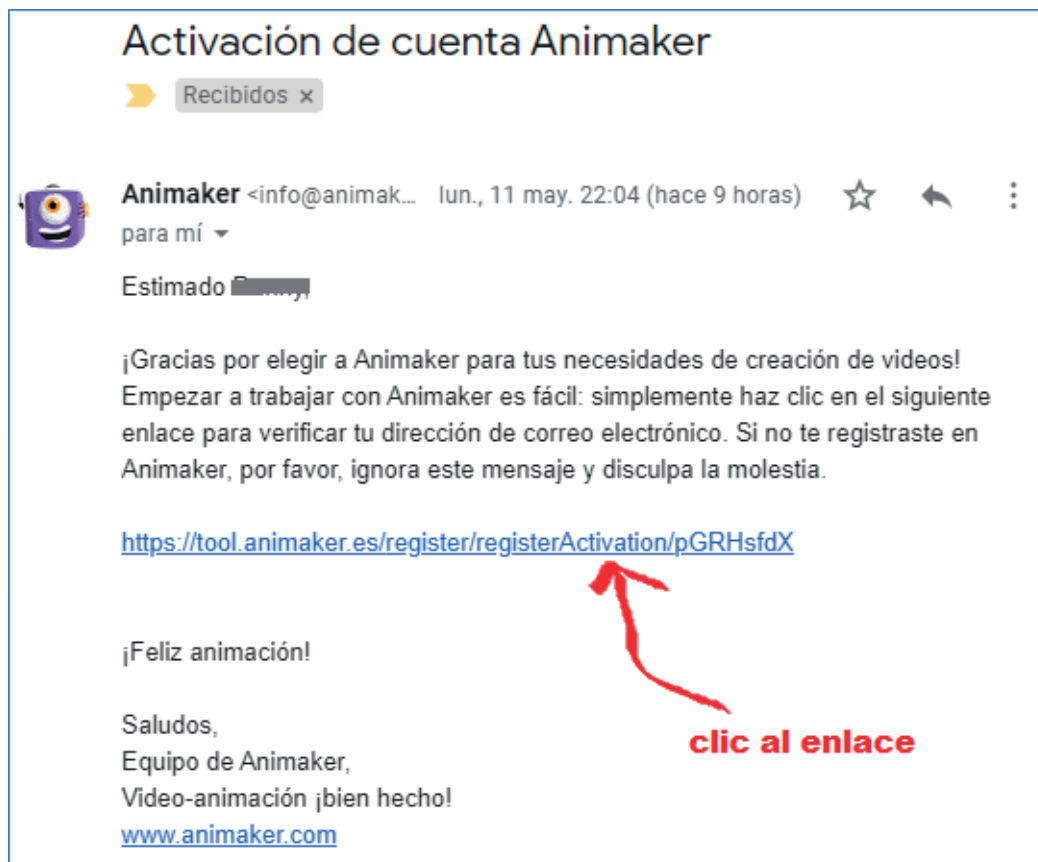 Activación de cuenta Animaker
Recibidos x
Animaker <info@animak... lun., 11 may. 22:04 (hace 9 horas)
para mí
Estimado
¡Gracias por elegir a Animaker para tus necesidades de creación de videos!
Empezar a trabajar con Animaker es fácil: simplemente haz clic en el siguiente
enlace para verificar tu dirección de correo electrónico. Si no te registraste en
Animaker, por favor, ignora este mensaje y disculpa la molestia.
https://tool.animaker.es/register/registerActivation/pGRHsfdX
¡Feliz animación!
clic al enlace
Saludos,
Equipo de Animaker,
Video-animación ¡bien hecho!
www.animaker.com